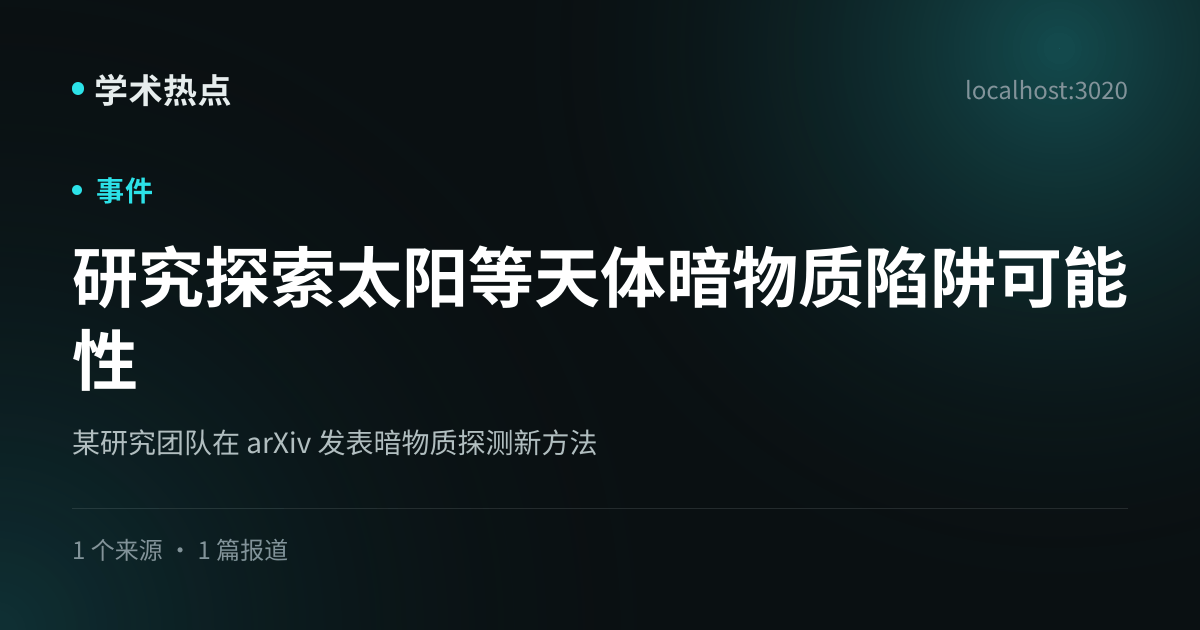 学术热点
localhost:3020
事件
研究探索太阳等天体暗物质陷阱可能
性
某研究团队在 arXiv 发表暗物质探测新方法
1 个来源 · 1 篇报道